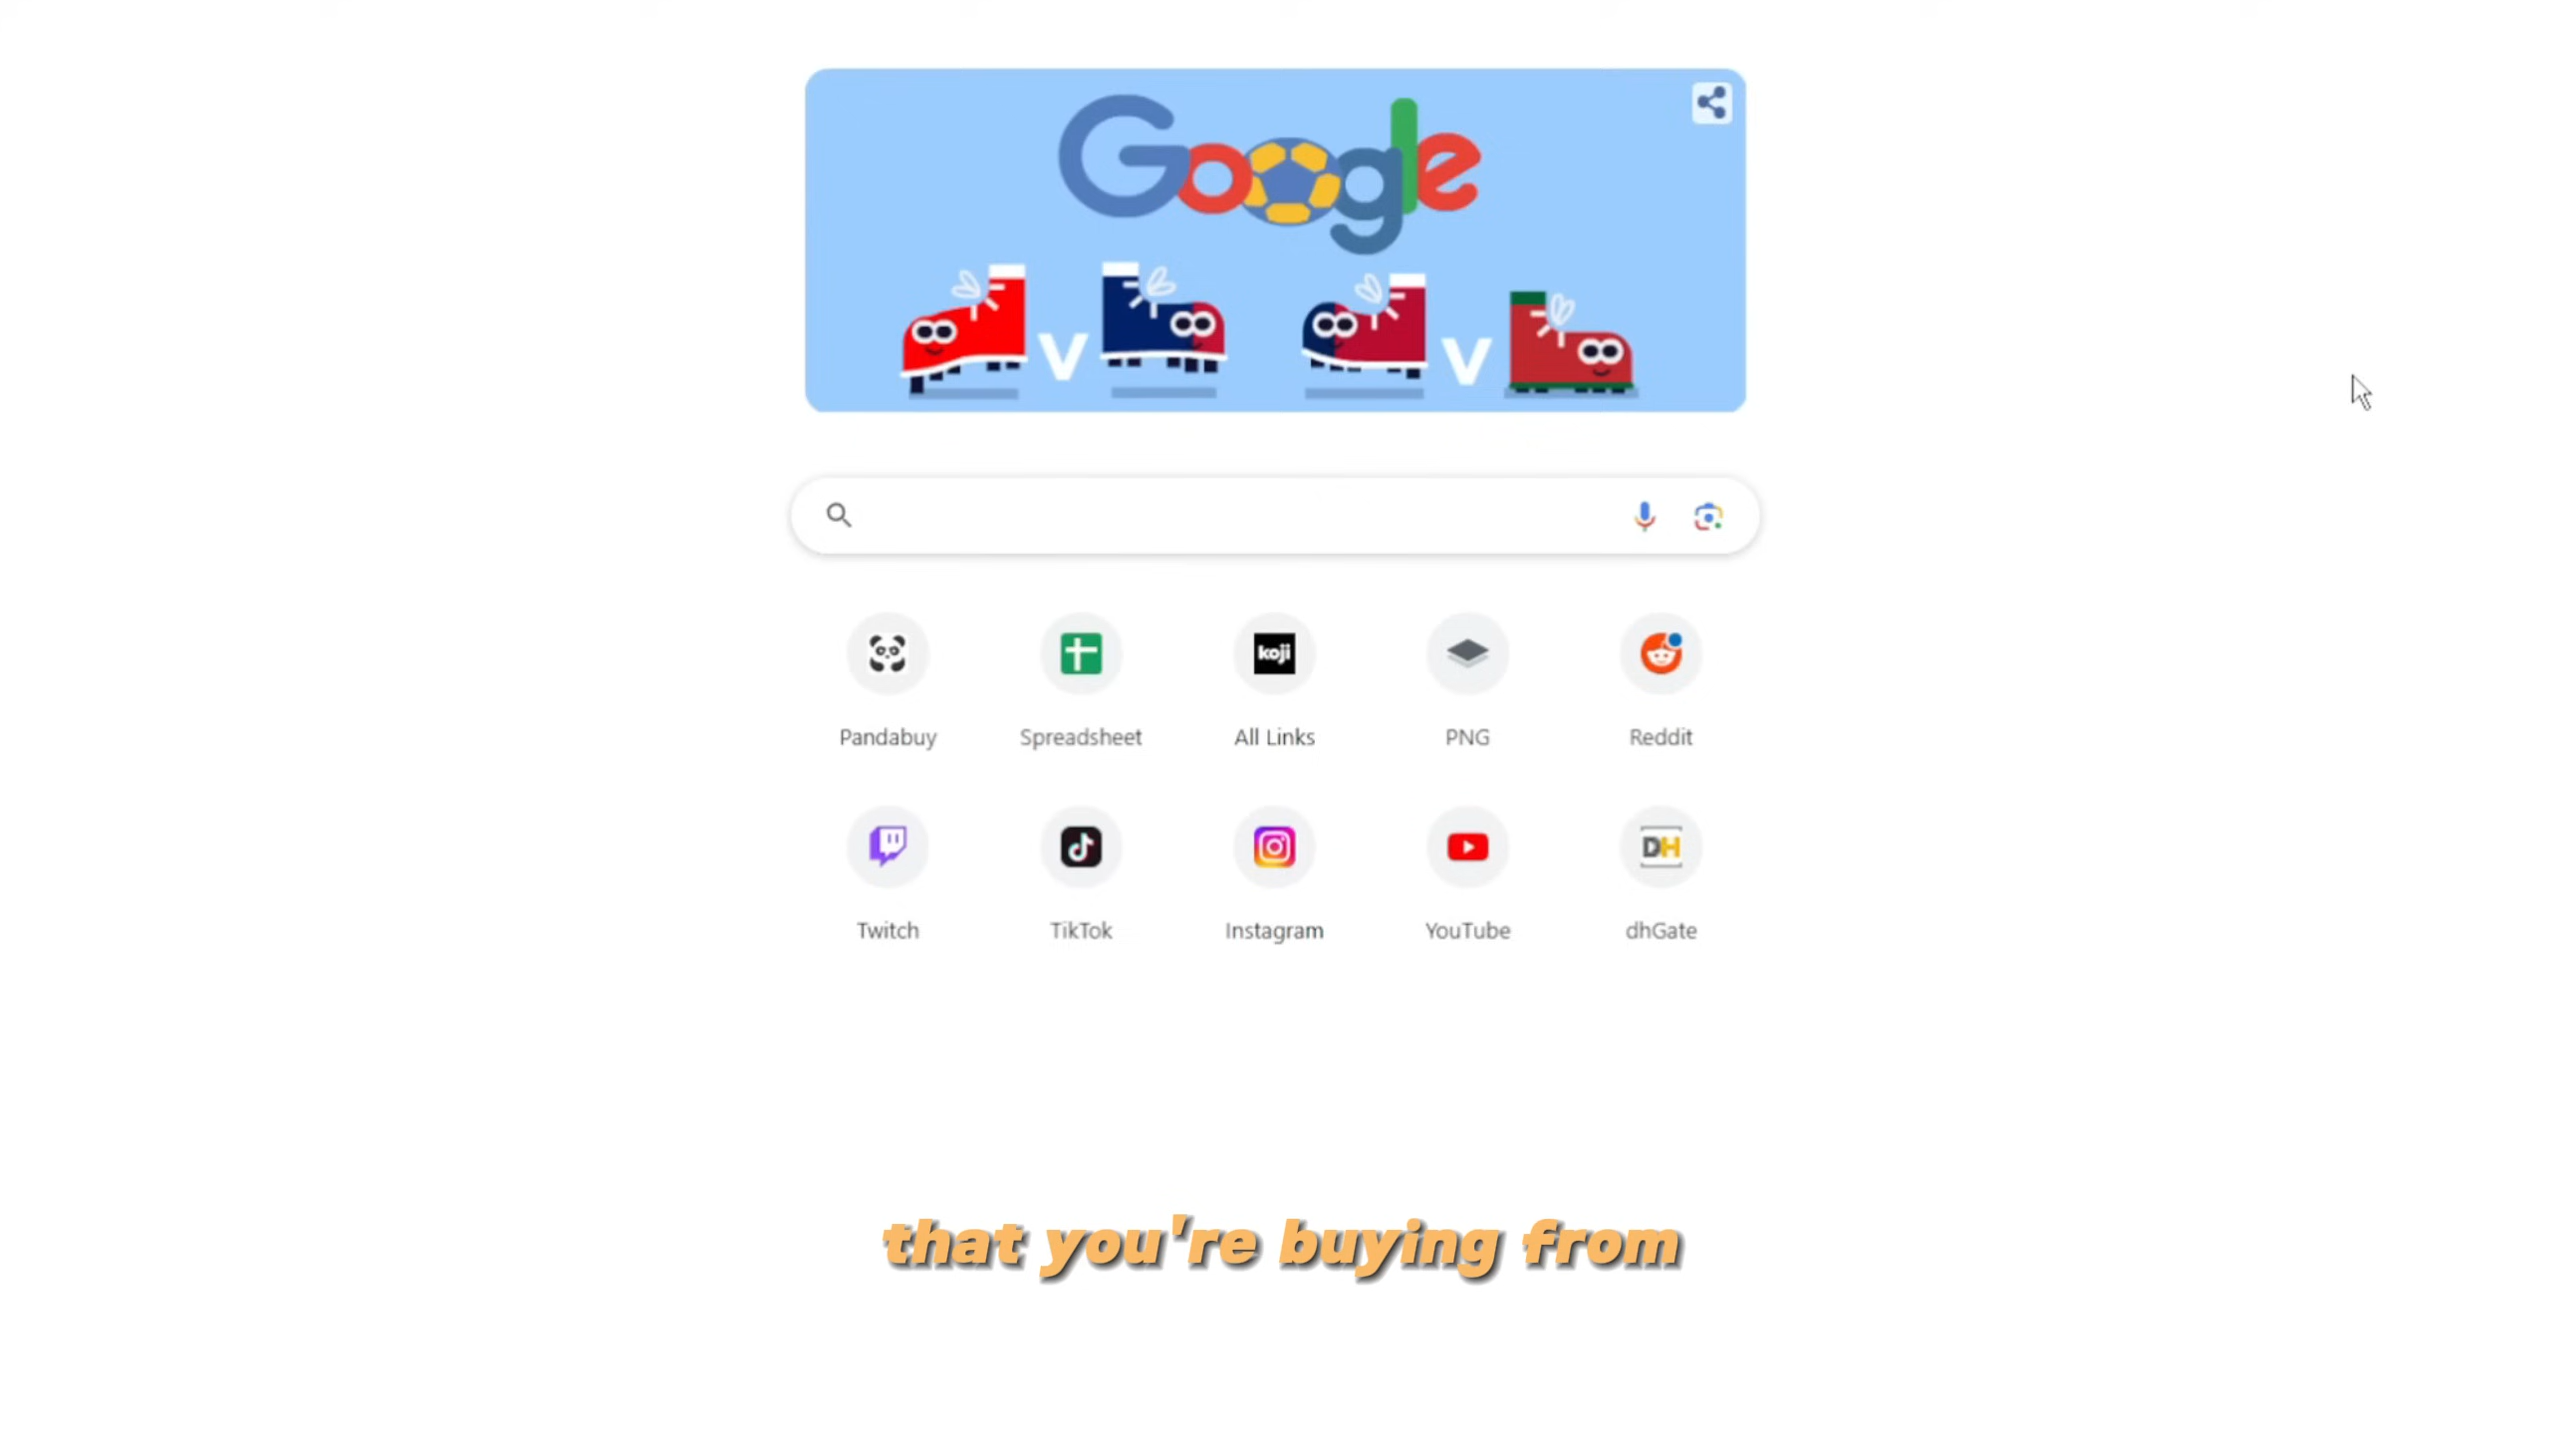 Google
V V
koji
Pandabuy Spreadsheet All Links PNG Reddit
DH
Twitch TikTok Instagram YouTube dhGate
that you're buying from